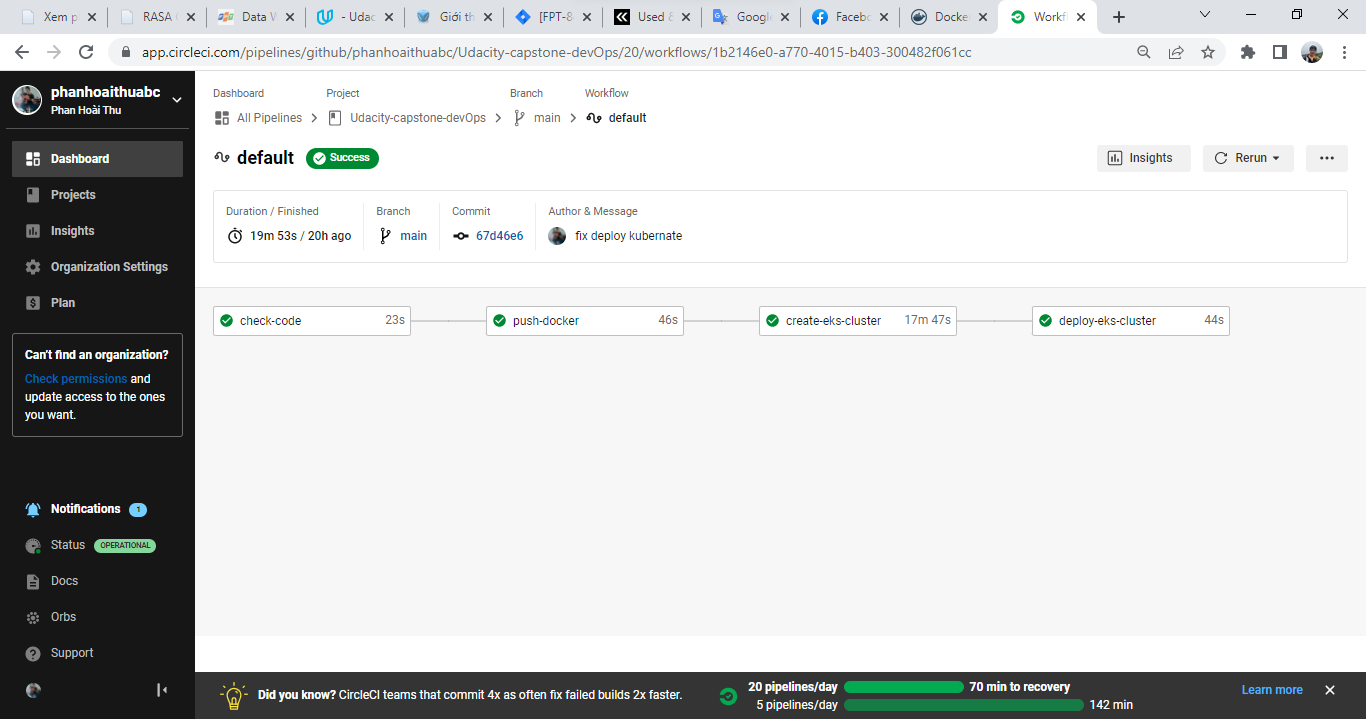 Xem p
RASA
Data W
- Udac
Giới th
[FPT-8
Used &
Google
Facebo
Docke
Workfl
app.circleci.com/pipelines/github/phanhoaithuabc/Udacity-capstone-devOps/20/workflows/1b2146e0-a770-4015-b403-300482f061cc
phanhoaithuabc
Phan Hoài Thu
Dashboard
Projects
Insights
Organization Settings
Plan
Can't find an organization?
Check permissions and
update access to the ones
you want.
Notifications 1
Status OPERATIONAL
Docs
Orbs
Support
Dashboard Project Branch Workflow
All Pipelines Udacity-capstone-devOps main default
default Success
Insights Rerun
Duration / Finished Branch Commit Author & Message
19m 53s / 20h ago main 67d46e6 fix deploy kubernate
check-code 23s push-docker 46s create-eks-cluster 17m 47s deploy-eks-cluster 44s
Did you know? CircleCI teams that commit 4x as often fix failed builds 2x faster.
20 pipelines/day 70 min to recovery
5 pipelines/day 142 min
Learn more